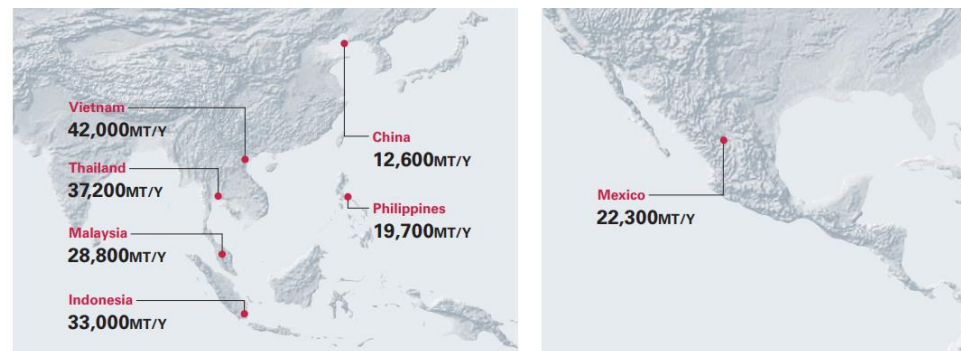 Vietnam
42,000MT/Y
Thailand
37,200MT/Y
Malaysia
28,800MT/Y
Indonesia
33,000MT/Y
China
12,600MT/Y
Philippines
19,700MT/Y
Mexico
22,300MT/Y